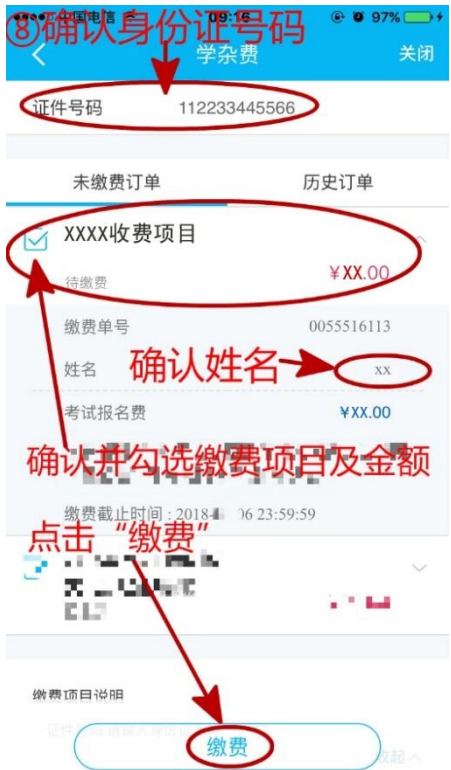 中国电信 09:16 97%
⑧确认身份证号码
学杂费 关闭
证件号码 112233445566
未缴费订单 历史订单
XXXX收费项目
待缴费 ¥XX.00
缴费单号 0055516113
姓名 确认姓名 xx
考试报名费 ¥XX.00
确认并勾选缴费项目及金额
缴费截止时间：2018- 06 23:59:59
点击“缴费”
缴费项目说明
缴费
收起